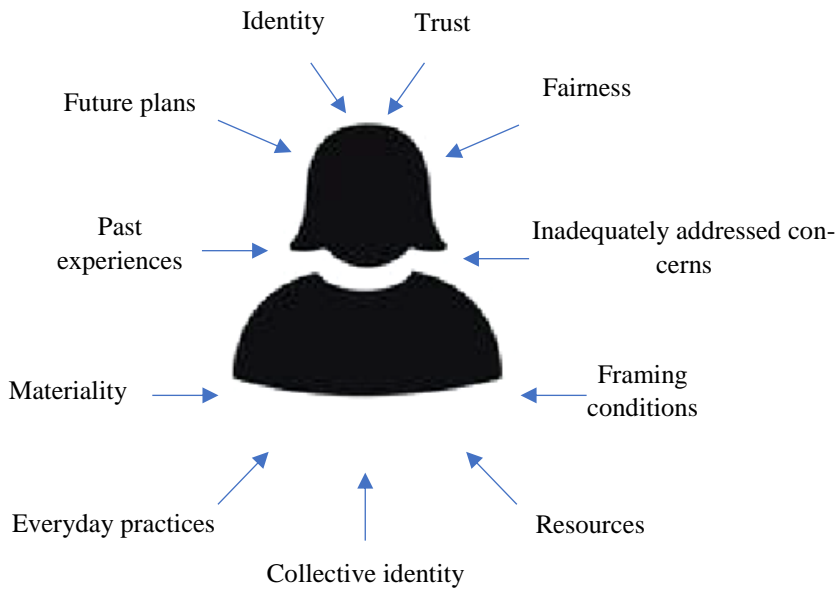 Identity
Trust
Future plans
Fairness
Past
experiences
Inadequately addressed con-
cerns
Materiality
Framing
conditions
Everyday practices
Resources
Collective identity